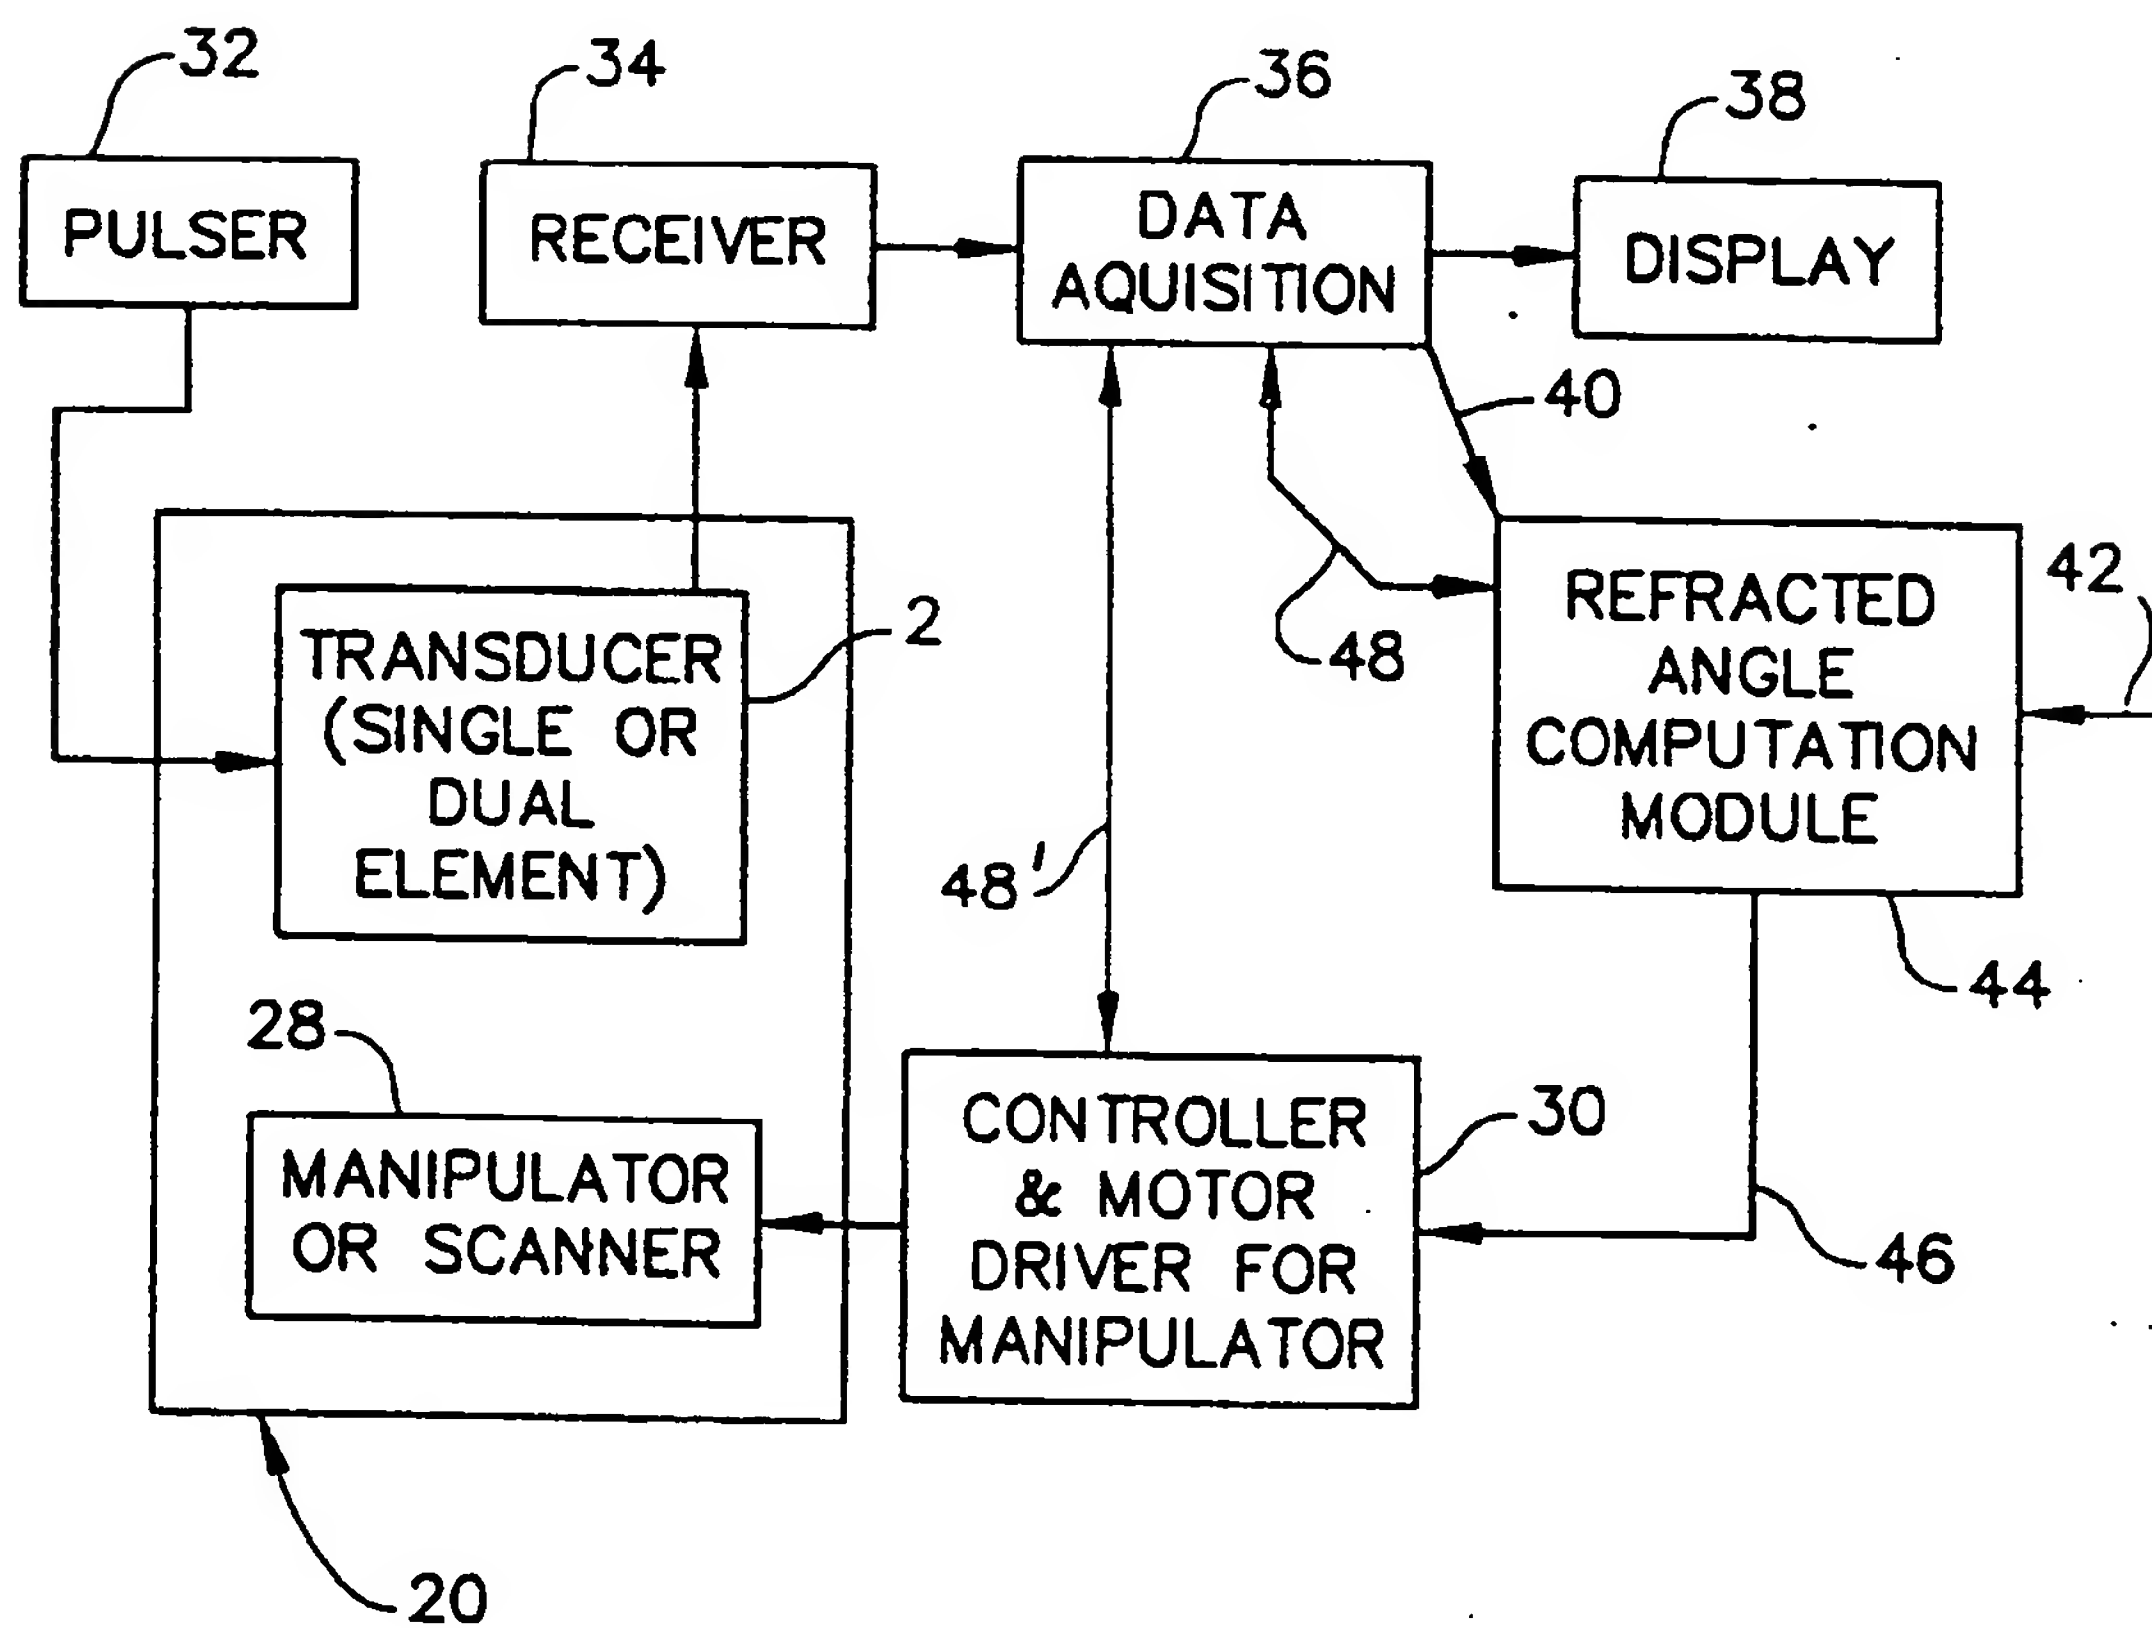 32
34
36
38
PULSER
RECEIVER
DATA
AQUISITION
DISPLAY
40
42
REFRACTED
ANGLE
COMPUTATION
MODULE
48
2
TRANSDUCER
(SINGLE OR
DUAL
ELEMENT)
48'
44
28
MANIPULATOR
OR SCANNER
CONTROLLER
& MOTOR
DRIVER FOR
MANIPULATOR
30
46
20